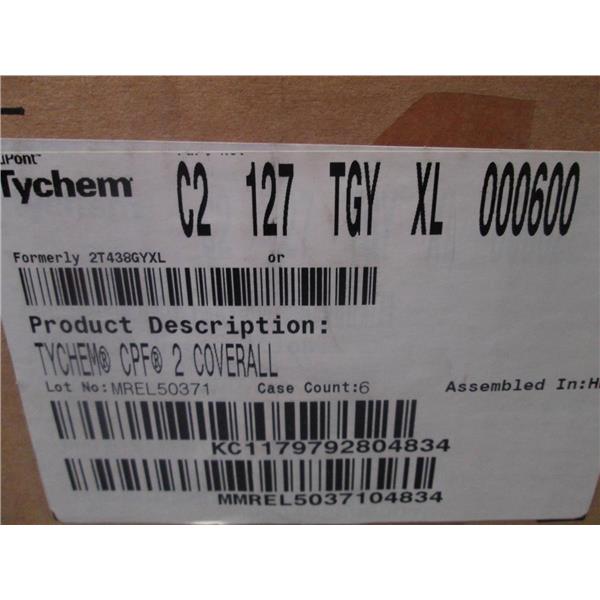 Tychem
C2 127 TGY XL 000600
Formerly 2T438GYXL or
Product Description:
TYCHEM® CPF® 2 COVERALL
Lot No:MREL50371 Case Count:6 Assembled In:H
KC1179792804834
MMREL5037104834